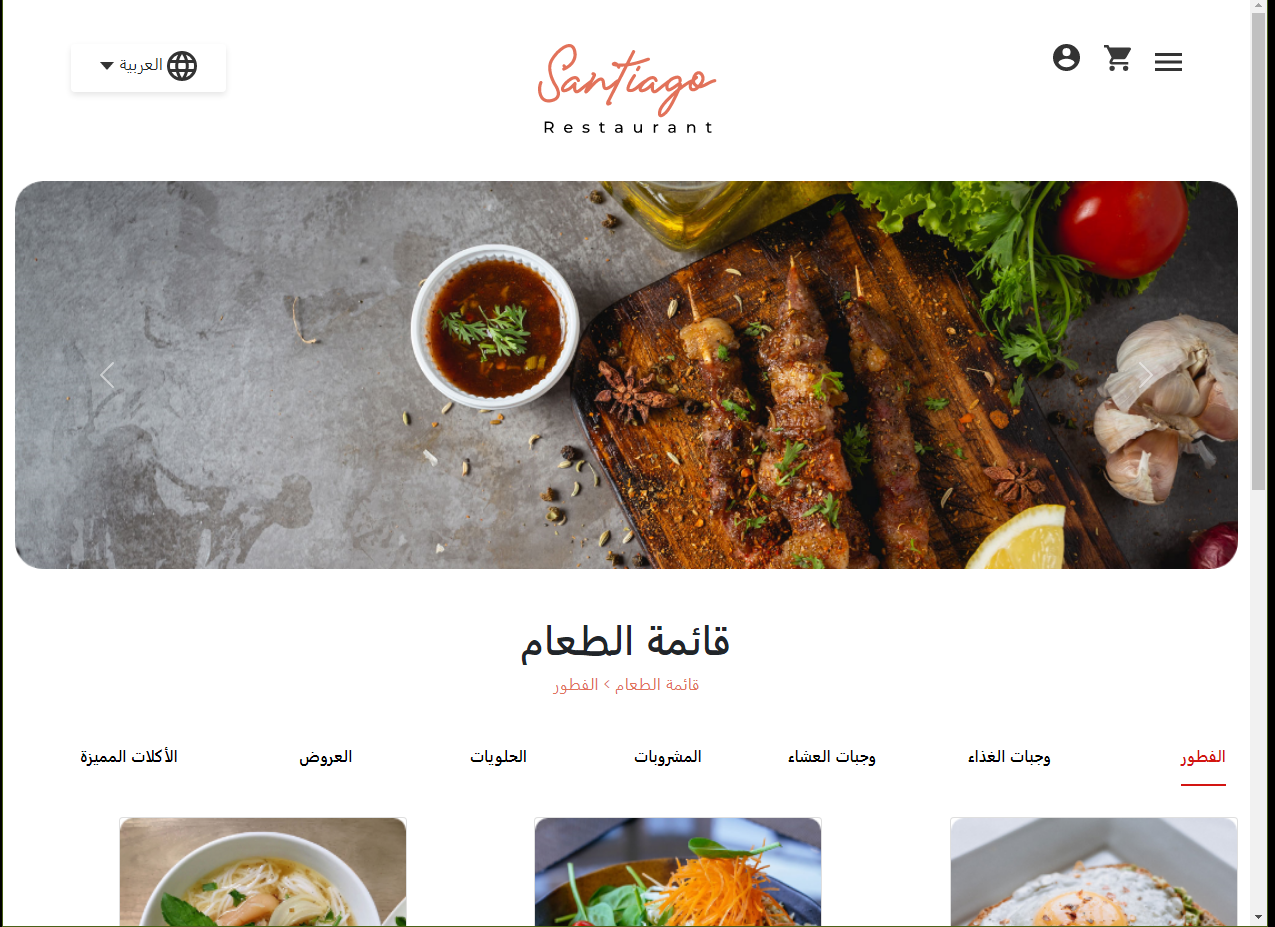 العربية
Santiago
Restaurant
قائمة الطعام
قائمة الطعام > الفطور
الفطور
وجبات الغذاء
وجبات العشاء
المشروبات
الحلويات
العروض
الأكلات المميزة